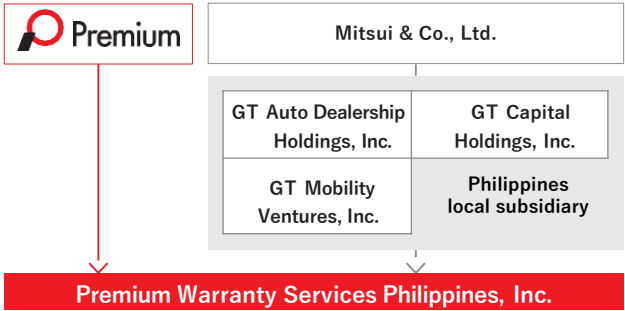 Premium
Mitsui & Co., Ltd.
GT Auto Dealership
Holdings, Inc.
GT Capital
Holdings, Inc.
GT Mobility
Ventures, Inc.
Philippines
local subsidiary
Premium Warranty Services Philippines, Inc.